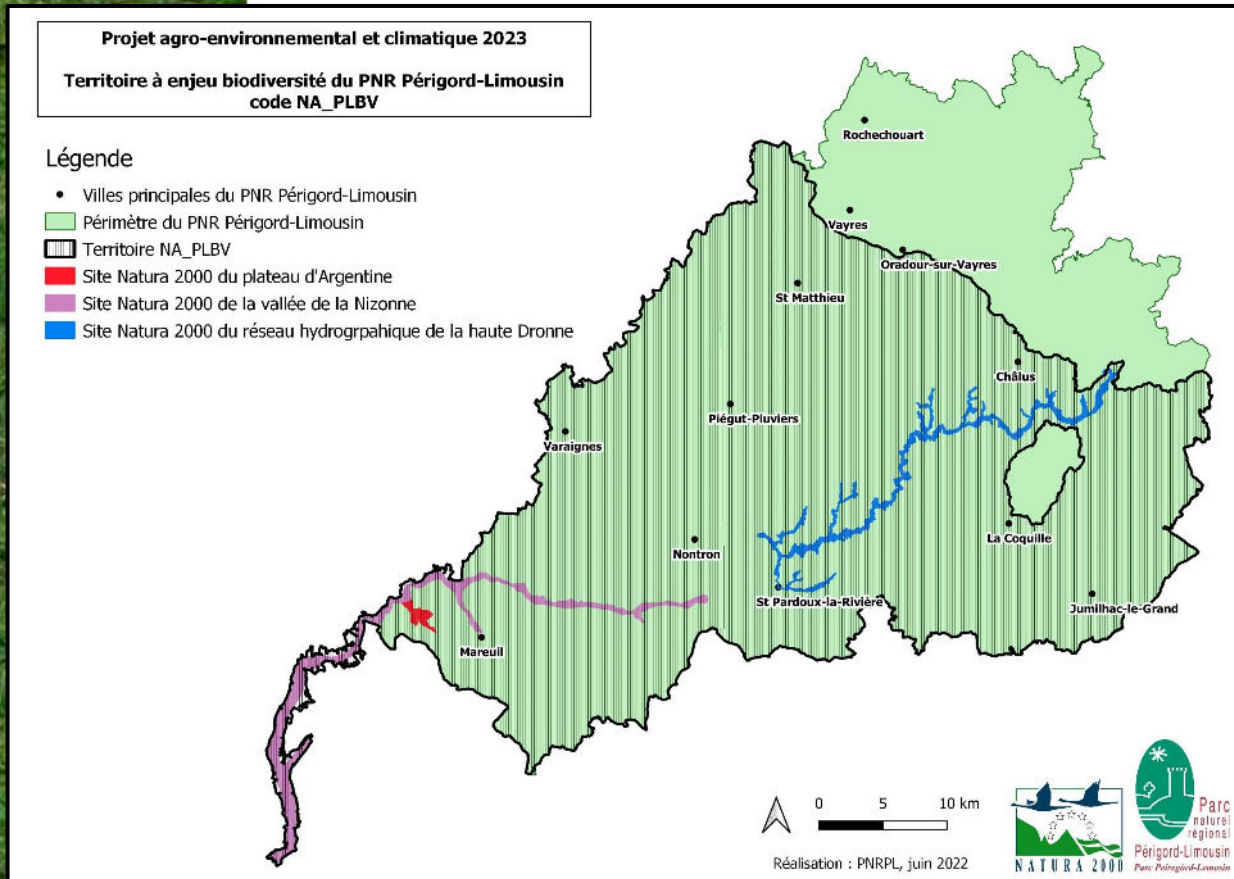 Projet agro-environnemental et climatique 2023
Territoire à enjeu biodiversité du PNR Périgord-Limousin
code NA_PLBV
Légende
Villes principales du PNR Périgord-Limousin
Périmètre du PNR Périgord-Limousin
Territoire NA_PLBV
Site Natura 2000 du plateau d'Argentine
Site Natura 2000 de la vallée de la Nizonne
Site Natura 2000 du réseau hydrogrpahique de la haute Dronne
Rochechouart
Vayres
Oradour-sur-Vayres
St Matthieu
Châlus
Piégut-Pluviers
Varaignes
La Coquille
Nontron
St Pardoux-la-Rivière
Jumilhac-le-Grand
Mareuil
0 5 10 km
Réalisation : PNRPL, juin 2022
NATURA 2000
Parc
naturel
régional
Périgord-Limousin
Parc Peiregòrd-Lemosin